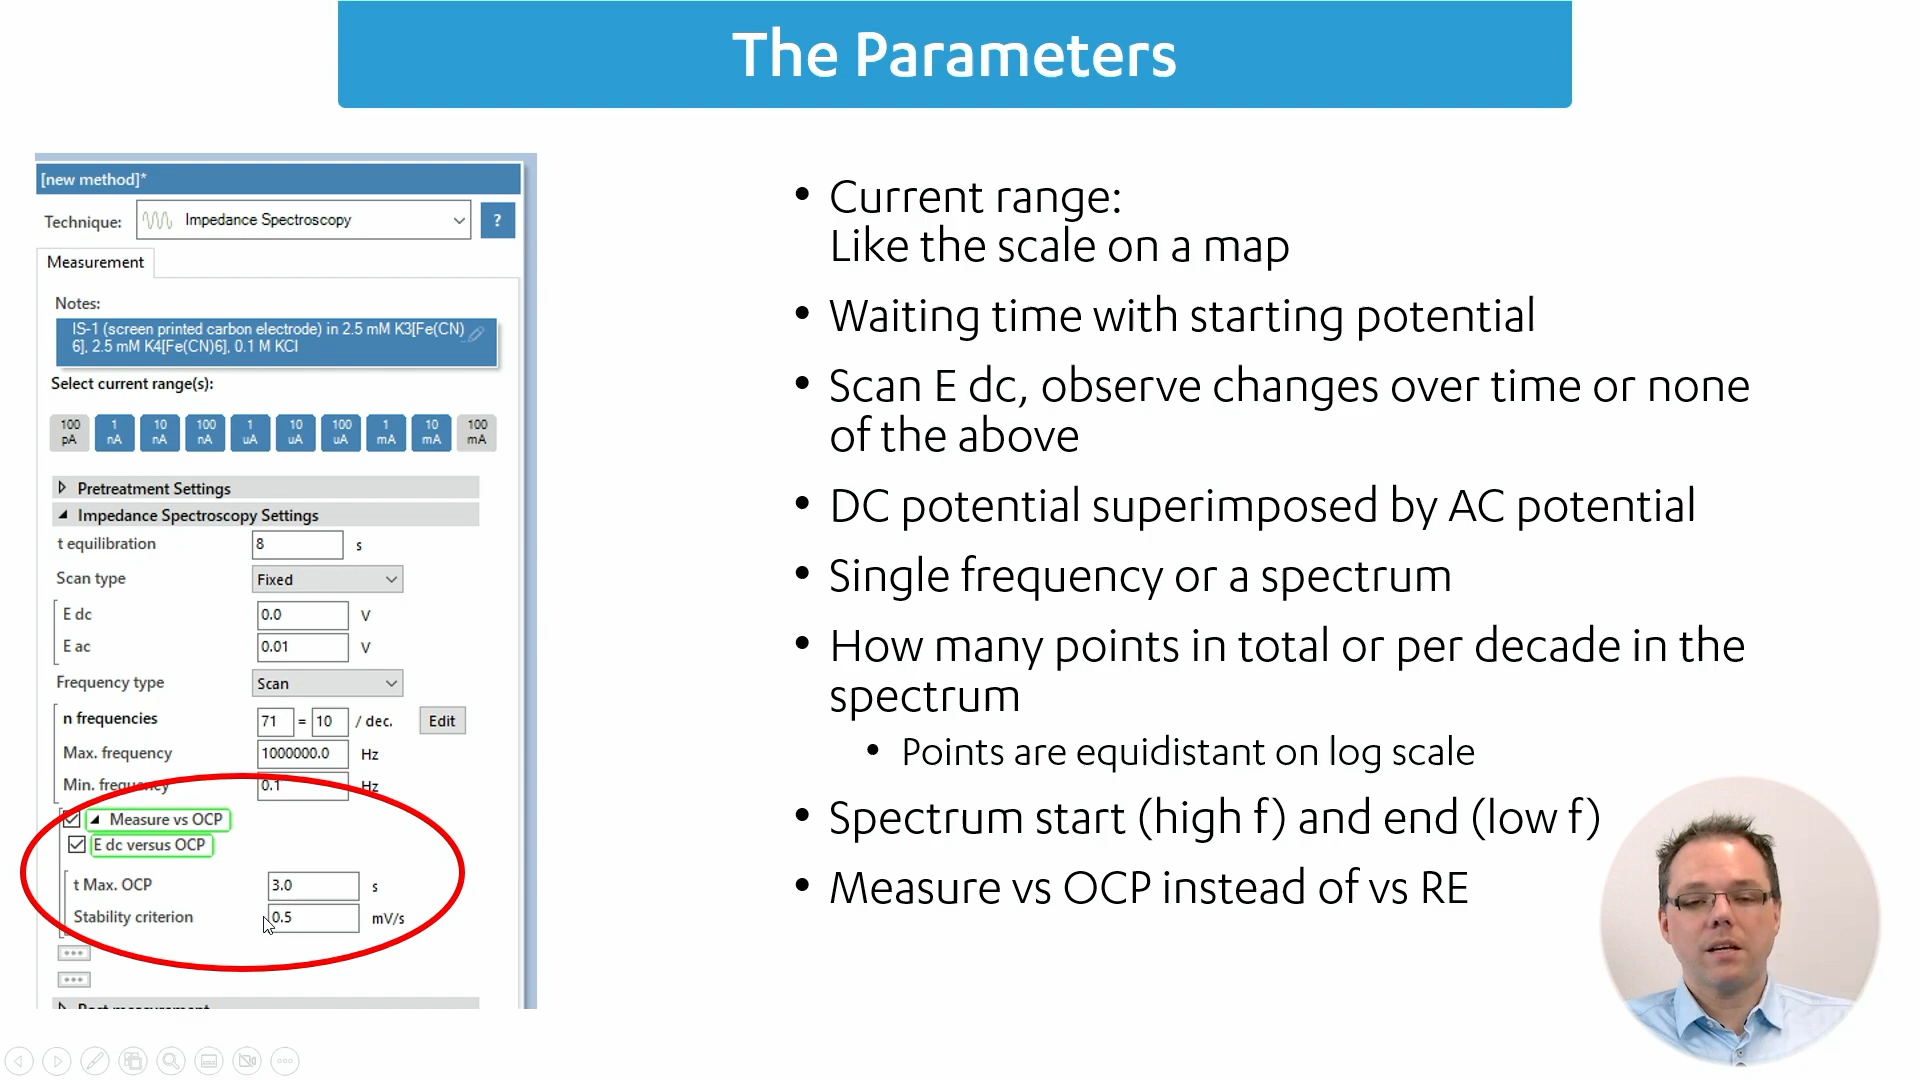 The Parameters
[new method]*
Technique:
Impedance Spectroscopy
?
Measurement
Notes:
IS-1 (screen printed carbon electrode) in 2.5 mM K3[Fe(CN)
6], 2.5 mM K4[Fe(CN)6], 0.1 M KCl
Select current range(s):
100 pA
1 nA
10 nA
100 nA
1 uA
10 uA
100 uA
1 mA
10 mA
100 mA
Pretreatment Settings
Impedance Spectroscopy Settings
t equilibration 8 s
Scan type Fixed
E dc 0.0 V
E ac 0.01 V
Frequency type Scan
n frequencies 71 = 10 / dec. Edit
Max. frequency 1000000.0 Hz
Min. frequency 0.1 Hz
Measure vs OCP
E dc versus OCP
t Max. OCP 3.0 s
Stability criterion 0.5 mV/s
• Current range:
Like the scale on a map
• Waiting time with starting potential
• Scan E dc, observe changes over time or none
of the above
• DC potential superimposed by AC potential
• Single frequency or a spectrum
• How many points in total or per decade in the
spectrum
• Points are equidistant on log scale
• Spectrum start (high f) and end (low f)
• Measure vs OCP instead of vs RE